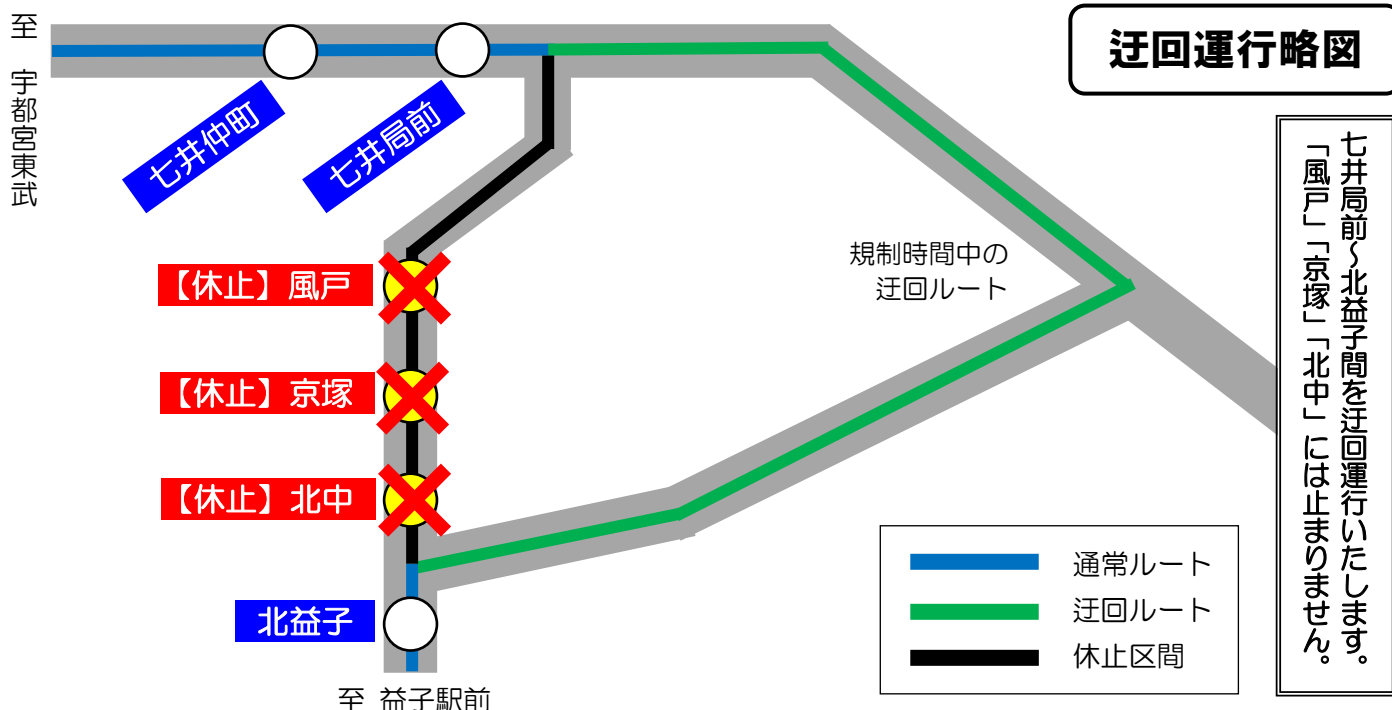 迂回運行略図
至 宇都宮東武
七井仲町
七井局前
七井局前~北益子間を迂回運行いたします。
「風戸」「京塚」「北中」には止まりません。
規制時間中の
迂回ルート
【休止】風戸
【休止】京塚
【休止】北中
北益子
至 益子駅前
通常ルート
迂回ルート
休止区間